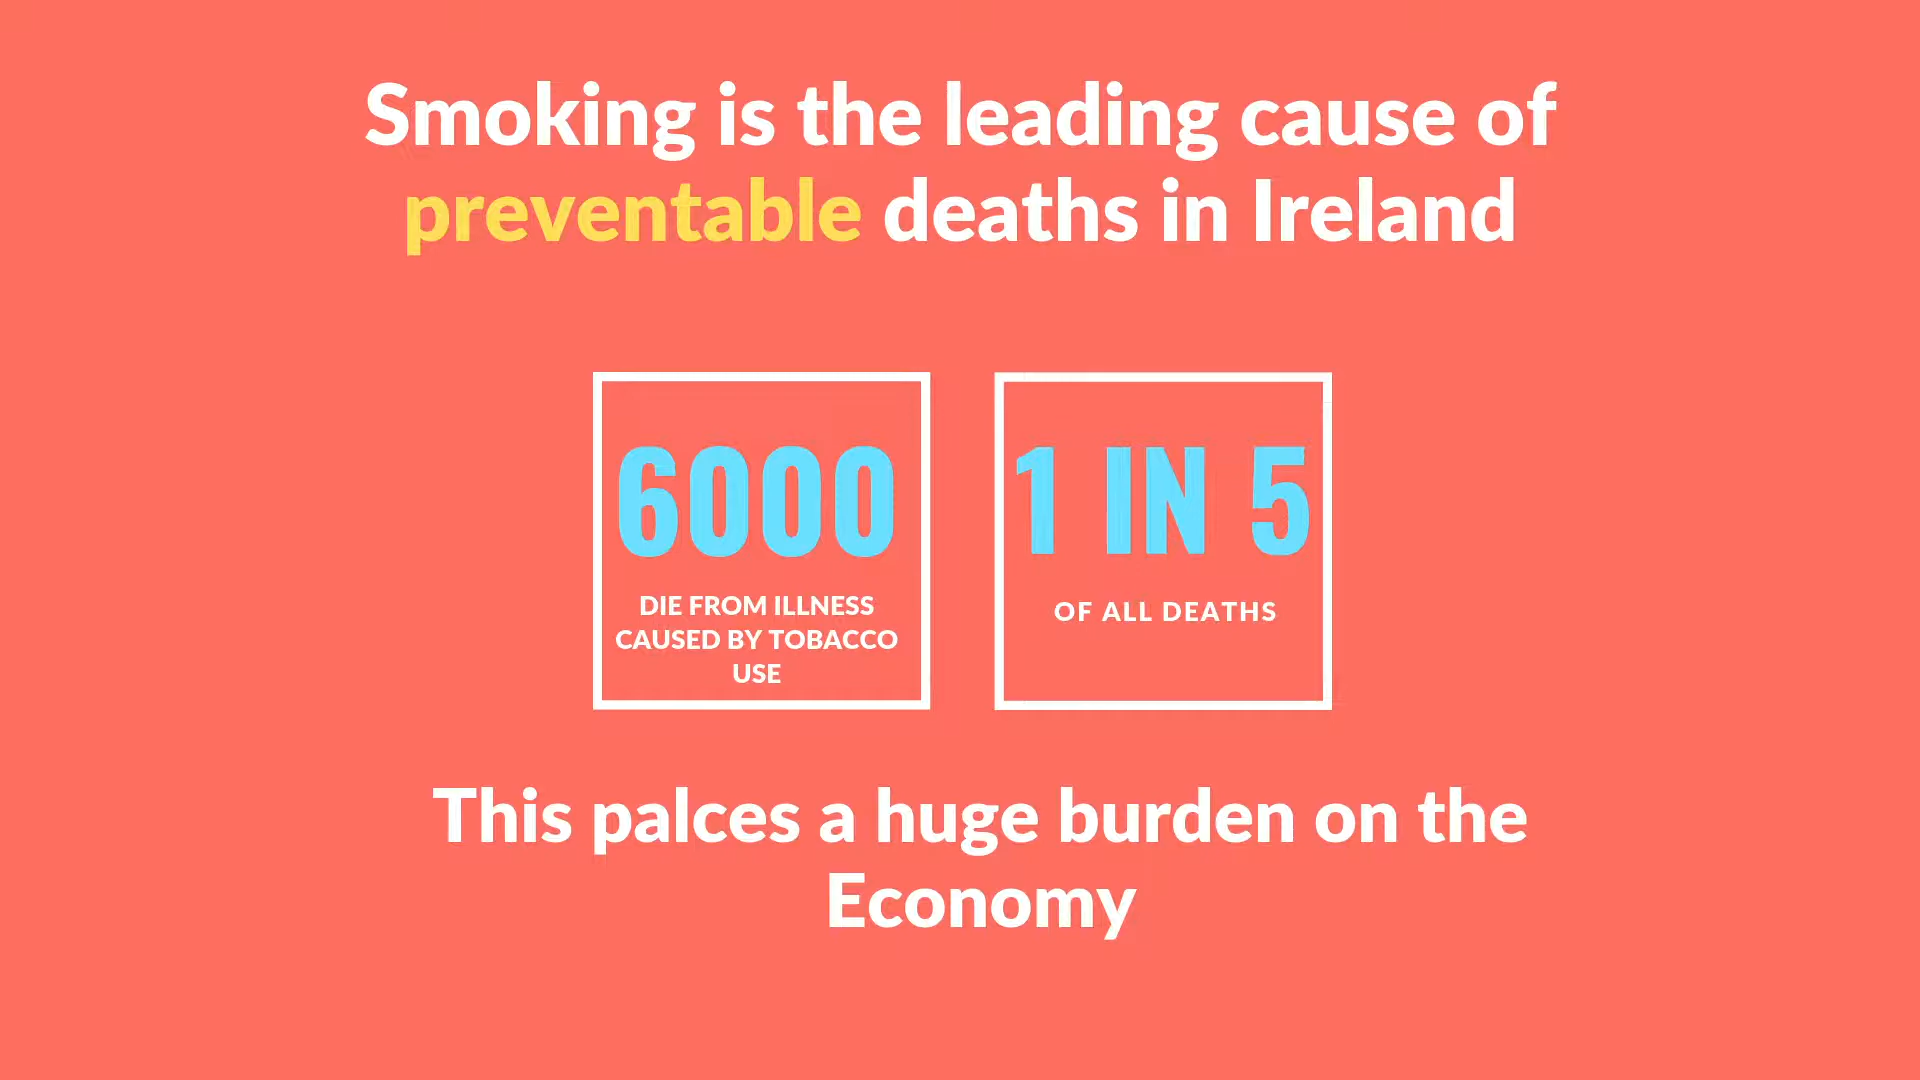 Smoking is the leading cause of
preventable deaths in Ireland
6000
DIE FROM ILLNESS
CAUSED BY TOBACCO
USE
1 IN 5
OF ALL DEATHS
This palces a huge burden on the
Economy